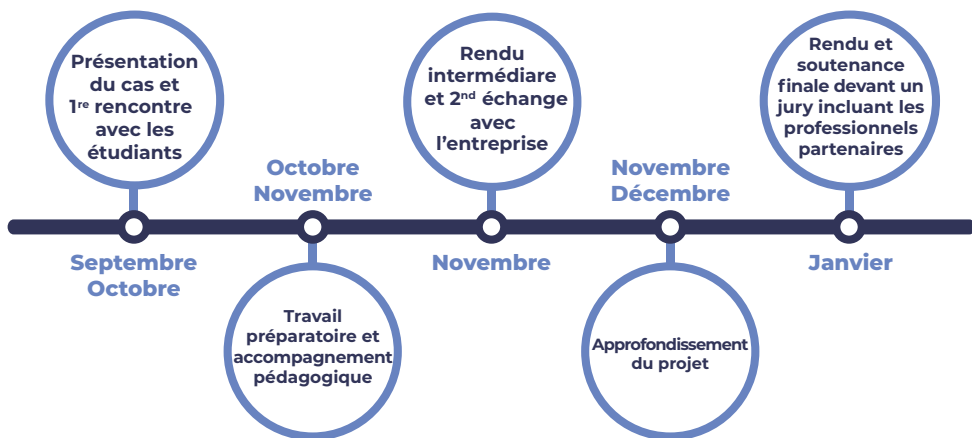 Présentation
du cas et
1re rencontre
avec les
étudiants
Septembre
Octobre
Octobre
Novembre
Travail
préparatoire et
accompagnement
pédagogique
Rendu
intermédiare
et 2nd échange
avec
l'entreprise
Novembre
Novembre
Décembre
Approfondissement
du projet
Rendu et
soutenance
finale devant un
jury incluant les
professionnels
partenaires
Janvier